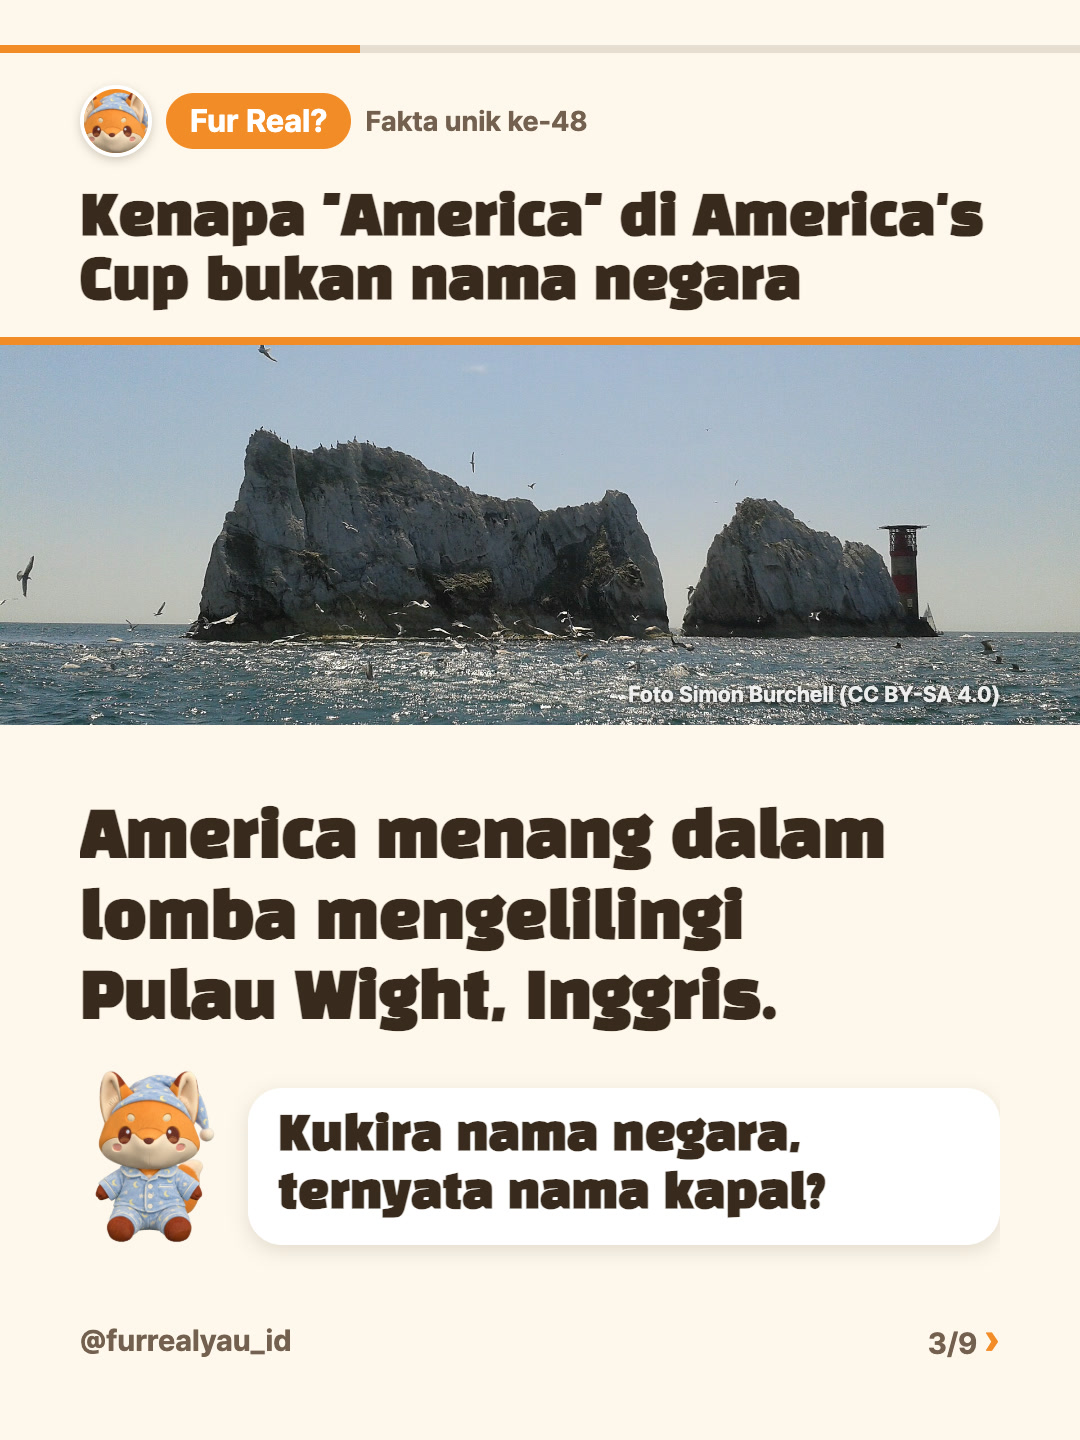 Fur Real?
Fakta unik ke-48
Kenapa "America" di America's
Cup bukan nama negara
Foto Simon Burchell (CC BY-SA 4.0)
America menang dalam
lomba mengelilingi
Pulau Wight, Inggris.
Kukira nama negara,
ternyata nama kapal?
@furrealyau_id
3/9 ›